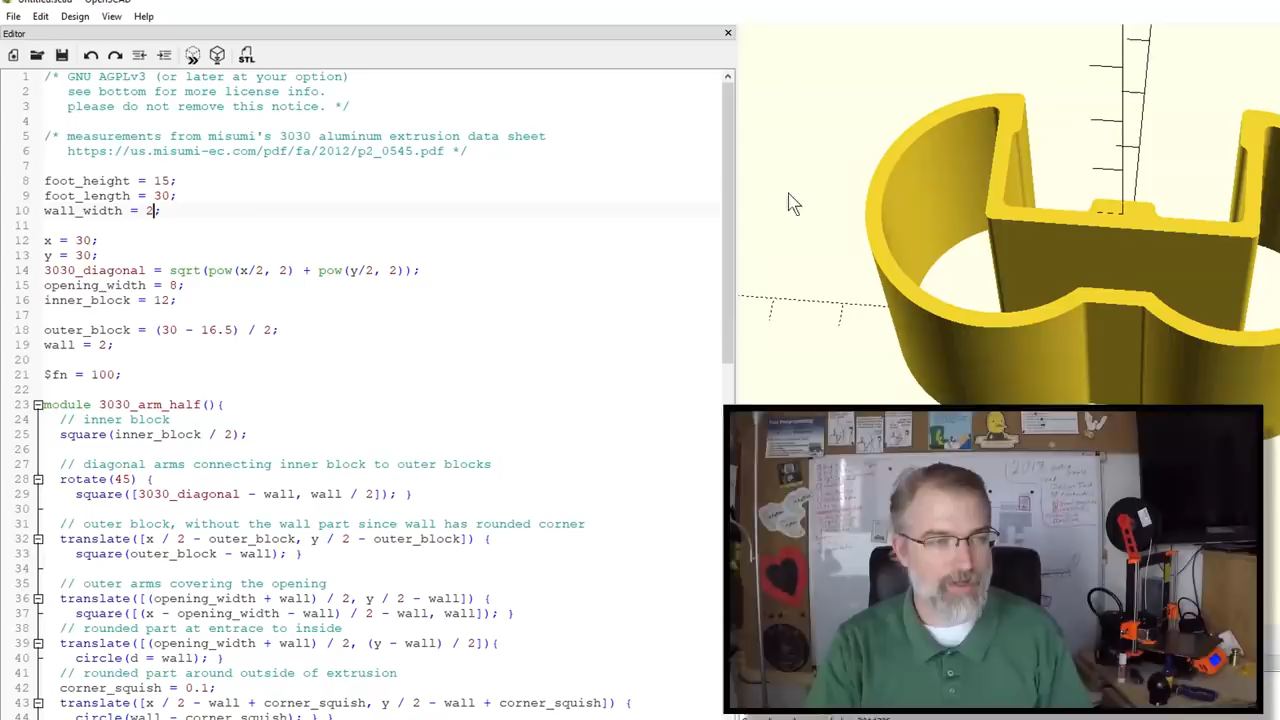 Untitled.scad - OpenSCAD
File Edit Design View Help
Editor
STL
1 /* GNU AGPLv3 (or later at your option)
2 see bottom for more license info.
3 please do not remove this notice. */
4
5 /* measurements from misumi's 3030 aluminum extrusion data sheet
6 https://us.misumi-ec.com/pdf/fa/2012/p2_0545.pdf */
7
8 foot_height = 15;
9 foot_length = 30;
10 wall_width = 2;
11
12 x = 30;
13 y = 30;
14 3030_diagonal = sqrt(pow(x/2, 2) + pow(y/2, 2));
15 opening_width = 8;
16 inner_block = 12;
17
18 outer_block = (30 - 16.5) / 2;
19 wall = 2;
20
21 $fn = 100;
22
23 module 3030_arm_half(){
24 // inner block
25 square(inner_block / 2);
26
27 // diagonal arms connecting inner block to outer blocks
28 rotate(45) {
29 square([3030_diagonal - wall, wall / 2]); }
30
31 // outer block, without the wall part since wall has rounded corner
32 translate([x / 2 - outer_block, y / 2 - outer_block]) {
33 square(outer_block - wall); }
34
35 // outer arms covering the opening
36 translate([(opening_width + wall) / 2, y / 2 - wall]) {
37 square([(x - opening_width - wall) / 2 - wall, wall]); }
38 // rounded part at entrace to inside
39 translate([(opening_width + wall) / 2, (y - wall) / 2]){
40 circle(d = wall); }
41 // rounded part around outside of extrusion
42 corner_squish = 0.1;
43 translate([x / 2 - wall + corner_squish, y / 2 - wall + corner_squish]) {
circle(wall - corner_squish); } }